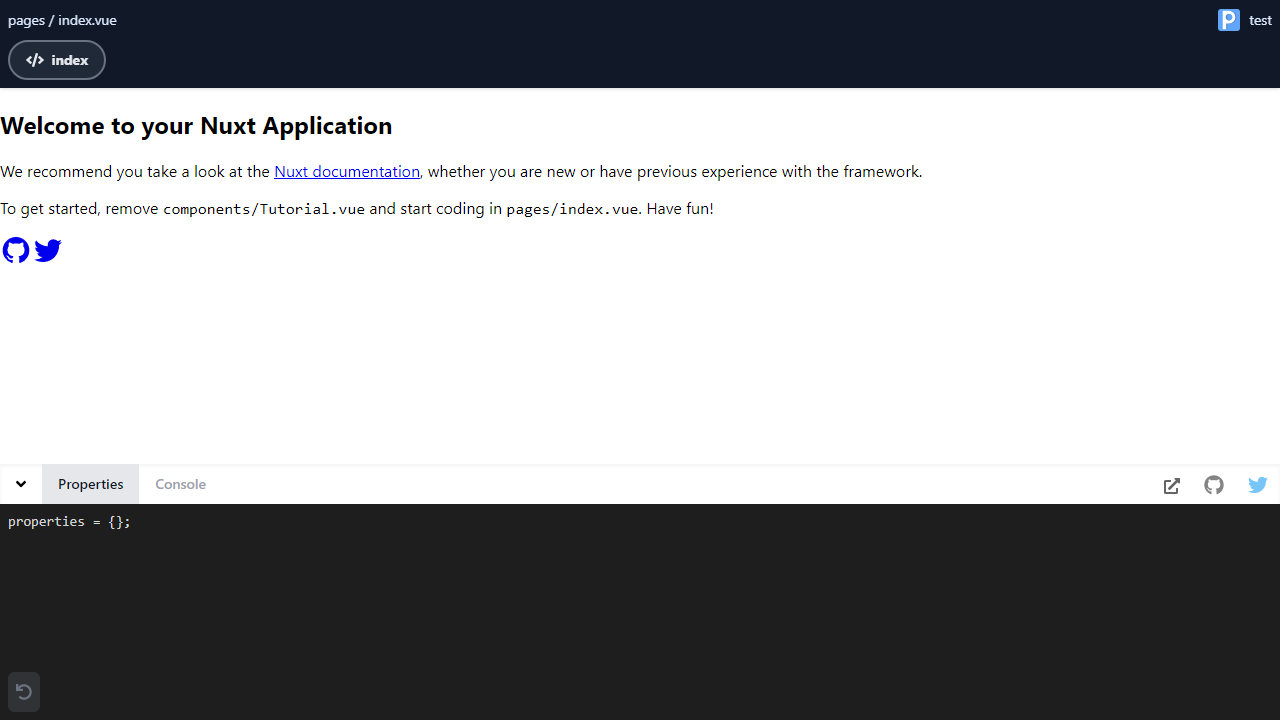 pages / index.vue
P test
</> index
Welcome to your Nuxt Application
We recommend you take a look at the Nuxt documentation, whether you are new or have previous experience with the framework.
To get started, remove components/Tutorial.vue and start coding in pages/index.vue. Have fun!
Properties Console
properties = {};